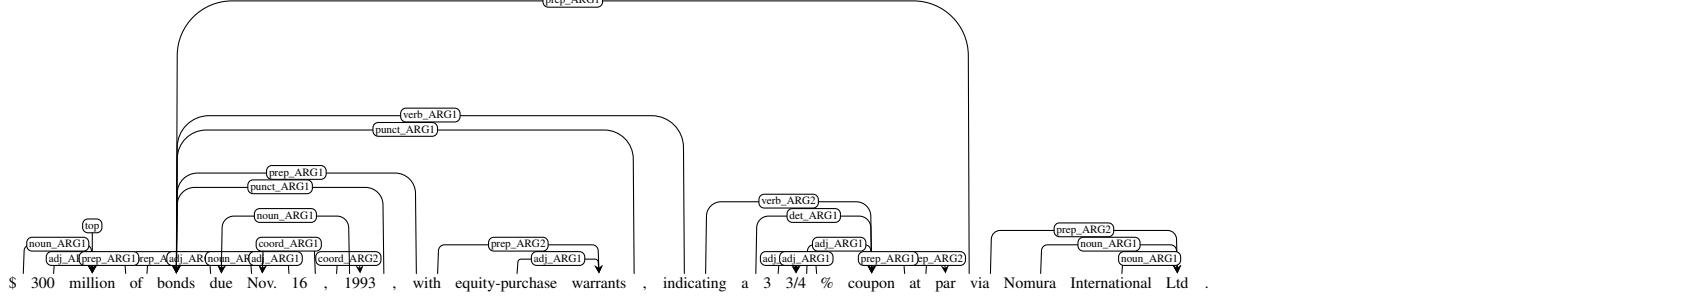 prep_ARG1
verb_ARG1
punct_ARG1
prep_ARG1
punct_ARG1
verb_ARG2
noun_ARG1 det_ARG1
top prep_ARG2
noun_ARG1 coord_ARG1 prep_ARG2 adj_ARG1 noun_ARG1
prep_ARG1 adj_ARG1 coord_ARG2 adj_ARG1 adj_ARG1 prep_ARG1 noun_ARG1
$ 300 million of bonds due Nov. 16 , 1993 , with equity-purchase warrants , indicating a 3 3/4 % coupon at par via Nomura International Ltd .